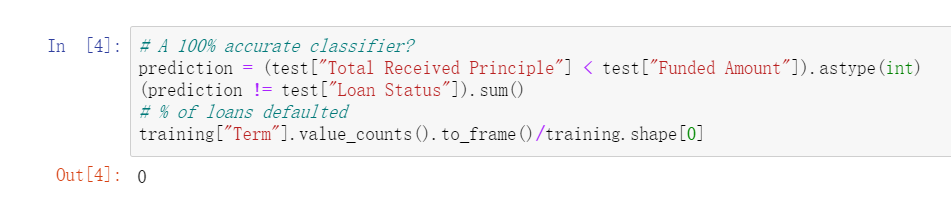 In [4]: # A 100% accurate classifier?
prediction = (test["Total Received Principle"] < test["Funded Amount"]).astype(int)
(prediction != test["Loan Status"]).sum()
# % of loans defaulted
training["Term"].value_counts().to_frame()/training.shape[0]
Out[4]: 0